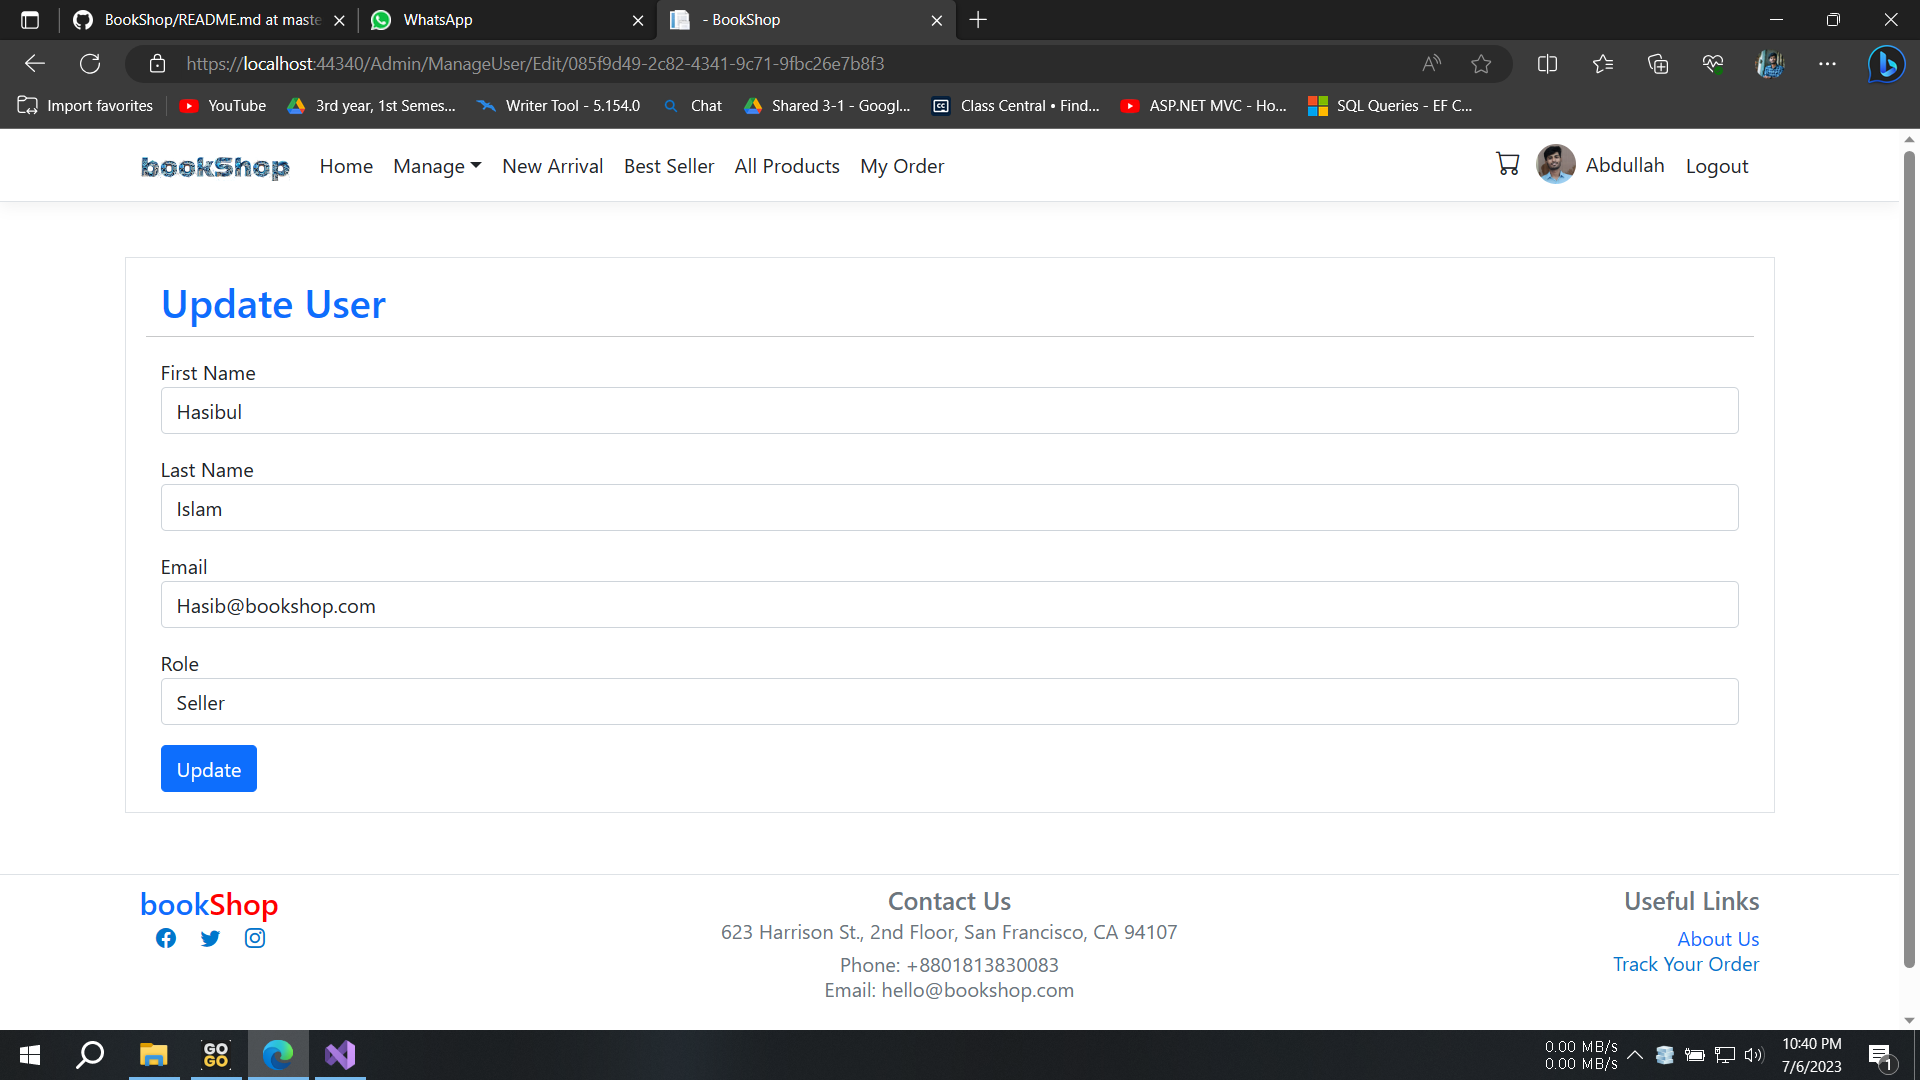 BookShop/README.md at maste
WhatsApp
- BookShop
https://localhost:44340/Admin/ManageUser/Edit/085f9d49-2c82-4341-9c71-9fbc26e7b8f3
Import favorites
YouTube
3rd year, 1st Semes...
Writer Tool - 5.154.0
Chat
Shared 3-1 - Googl...
Class Central • Find...
ASP.NET MVC - Ho...
SQL Queries - EF C...
bookShop
Home
Manage
New Arrival
Best Seller
All Products
My Order
Abdullah
Logout
Update User
First Name
Hasibul
Last Name
Islam
Email
Hasib@bookshop.com
Role
Seller
Update
bookShop
Contact Us
623 Harrison St., 2nd Floor, San Francisco, CA 94107
Phone: +8801813830083
Email: hello@bookshop.com
Useful Links
About Us
Track Your Order
GO
GO
0.00 MB/s
0.00 MB/s
10:40 PM
7/6/2023
1